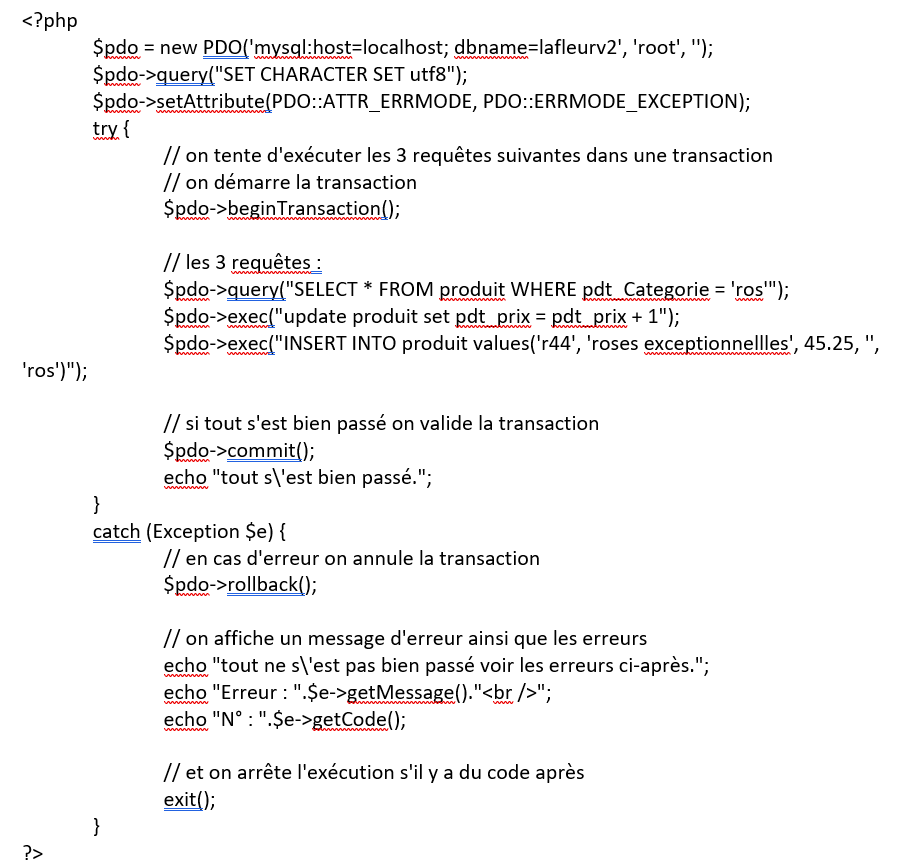 <?php
$pdo = new PDO('mysql:host=localhost; dbname=lafleurv2', 'root', '');
$pdo->query("SET CHARACTER SET utf8");
$pdo->setAttribute(PDO::ATTR_ERRMODE, PDO::ERRMODE_EXCEPTION);
try {
// on tente d'exécuter les 3 requêtes suivantes dans une transaction
// on démarre la transaction
$pdo->beginTransaction();
// les 3 requêtes :
$pdo->query("SELECT * FROM produit WHERE pdt_Categorie = 'ros'");
$pdo->exec("update produit set pdt_prix = pdt_prix + 1");
$pdo->exec("INSERT INTO produit values('r44', 'roses exceptionnellles', 45.25, '',
'ros')");
// si tout s'est bien passé on valide la transaction
$pdo->commit();
echo "tout s\'est bien passé.";
}
catch (Exception $e) {
// en cas d'erreur on annule la transaction
$pdo->rollback();
// on affiche un message d'erreur ainsi que les erreurs
echo "tout ne s\'est pas bien passé voir les erreurs ci-après.";
echo "Erreur : ".$e->getMessage()."<br />";
echo "N° : ".$e->getCode();
// et on arrête l'exécution s'il y a du code après
exit();
}
?>